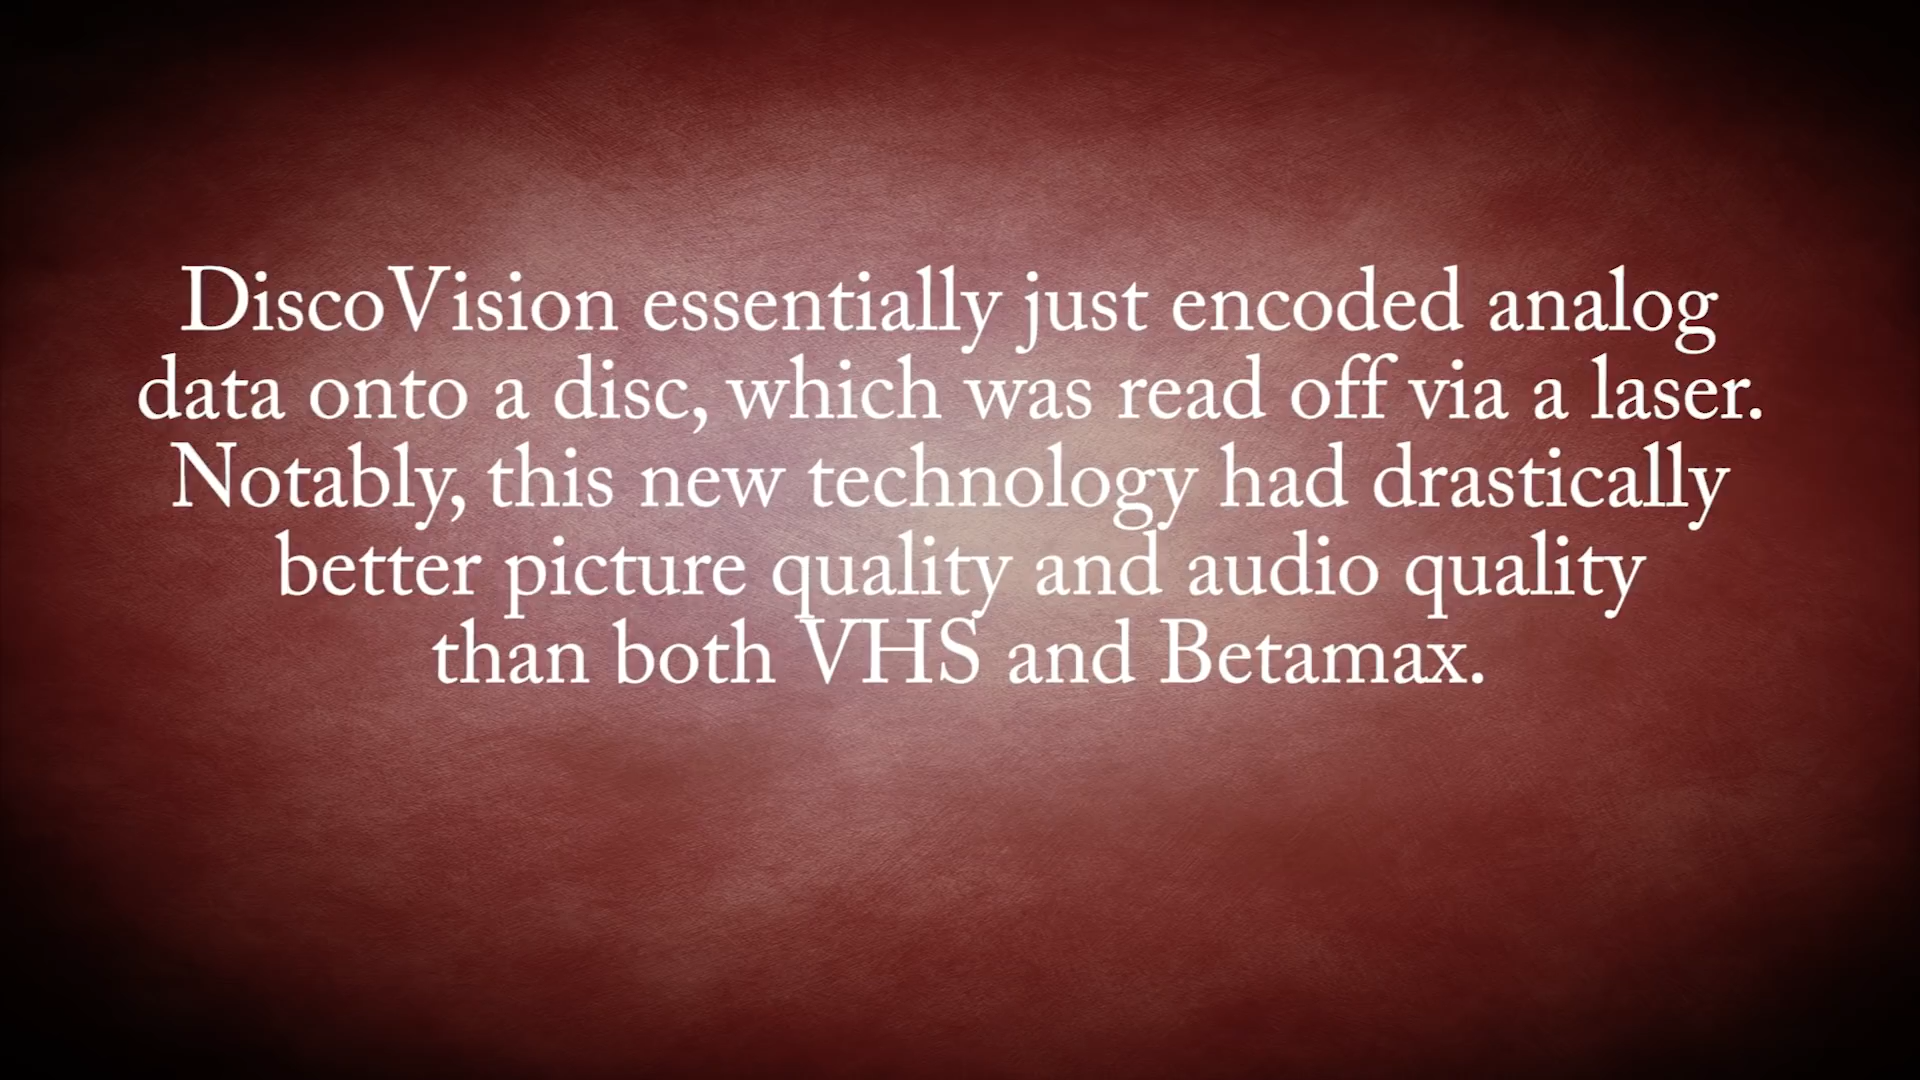 DiscoVision essentially just encoded analog
data onto a disc, which was read off via a laser.
Notably, this new technology had drastically
better picture quality and audio quality
than both VHS and Betamax.